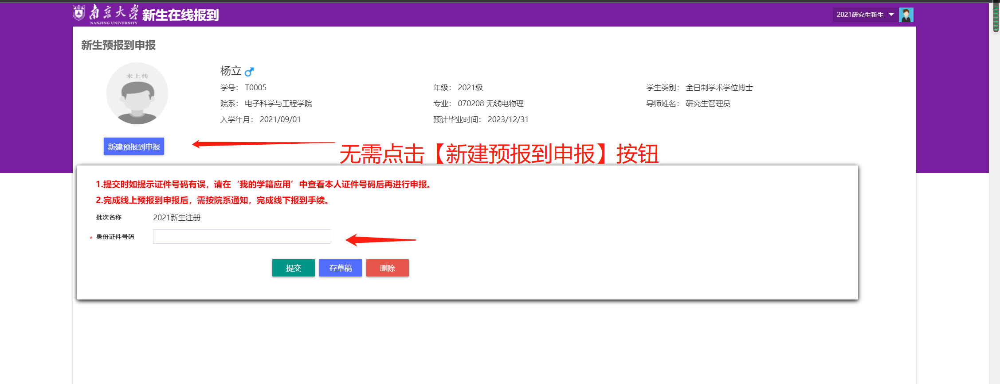 南京大学 新生在线报到
NANJING UNIVERSITY
2021研究生新生
新生预报到申报
未上传
杨立
学号： T0005 年级： 2021级 学生类别： 全日制学术学位博士
院系： 电子科学与工程学院 专业： 070208 无线电物理 导师姓名： 研究生管理员
入学年月： 2021/09/01 预计毕业时间： 2023/12/31
新建预报到申报
无需点击【新建预报到申报】按钮
1.提交时如提示证件号码有误，请在‘我的学籍应用’中查看本人证件号码后再进行申报。
2.完成线上预报到申报后，需按院系通知，完成线下报到手续。
批次名称 2021新生注册
* 身份证件号码
提交 存草稿 删除